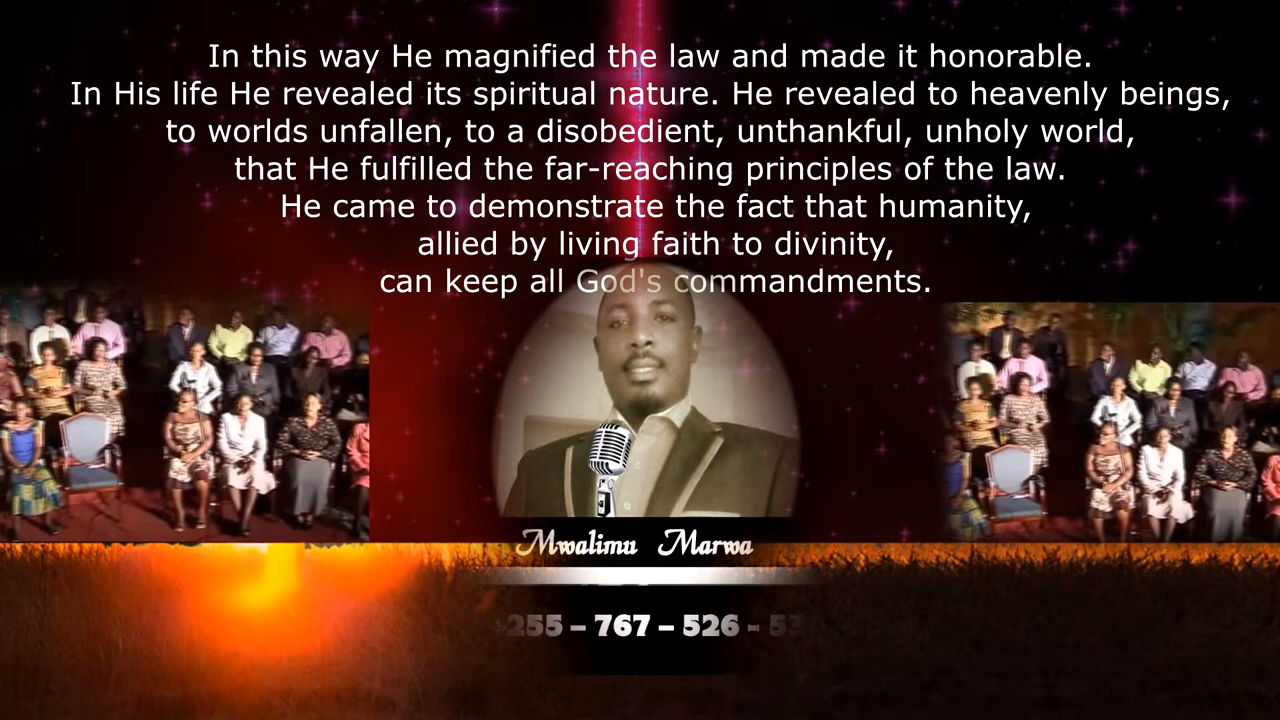 In this way He magnified the law and made it honorable.
In His life He revealed its spiritual nature. He revealed to heavenly beings,
to worlds unfallen, to a disobedient, unthankful, unholy world,
that He fulfilled the far-reaching principles of the law.
He came to demonstrate the fact that humanity,
allied by living faith to divinity,
can keep all God's commandments.
Mwalimu Marwa
255 – 767 – 526 - 53